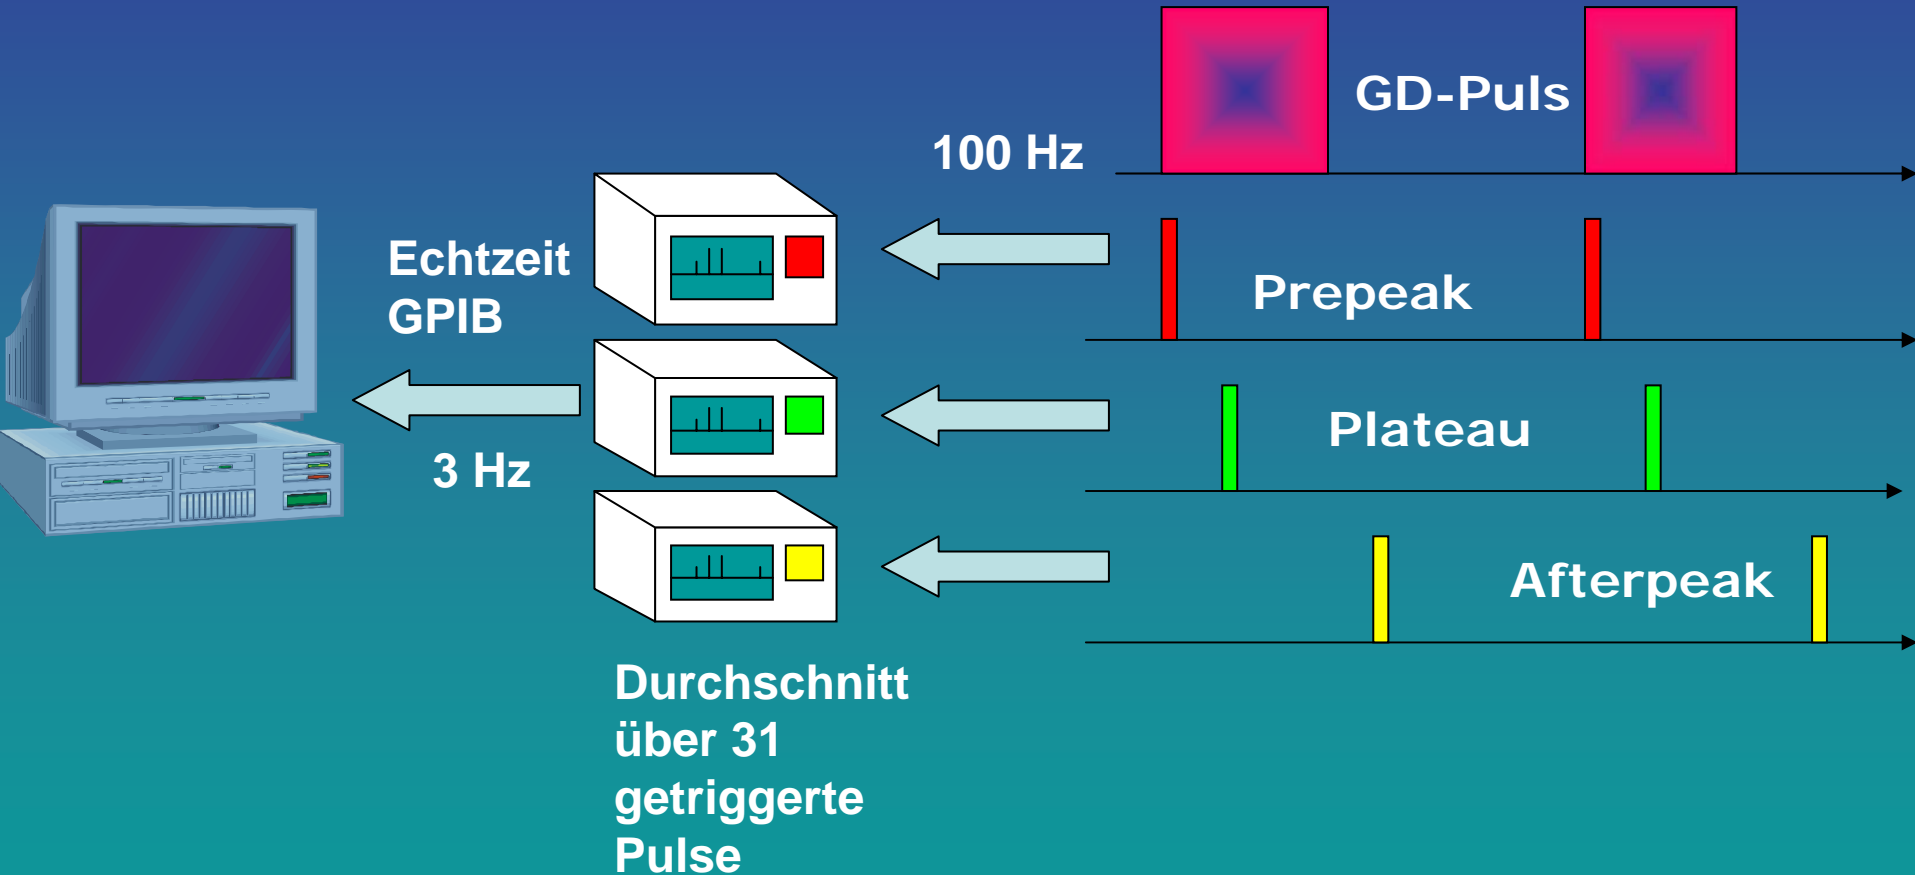 GD-Puls
100 Hz
Echtzeit
GPIB
Prepeak
Plateau
3 Hz
Afterpeak
Durchschnitt
über 31
getriggerte
Pulse